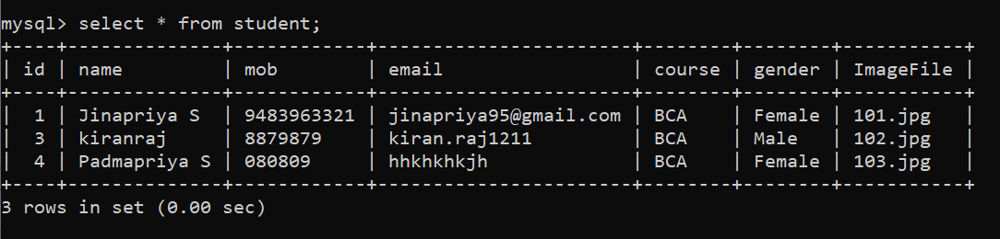 mysql> select * from student;
+----+--------------+------------+----------------------+--------+--------+-----------+
| id | name | mob | email | course | gender | ImageFile |
+----+--------------+------------+----------------------+--------+--------+-----------+
| 1 | Jinapriya S | 9483963321 | jinapriya95@gmail.com | BCA | Female | 101.jpg |
| 3 | kiranraj | 8879879 | kiran.raj1211 | BCA | Male | 102.jpg |
| 4 | Padmapriya S | 080809 | hhkhkhkjh | BCA | Female | 103.jpg |
+----+--------------+------------+----------------------+--------+--------+-----------+
3 rows in set (0.00 sec)